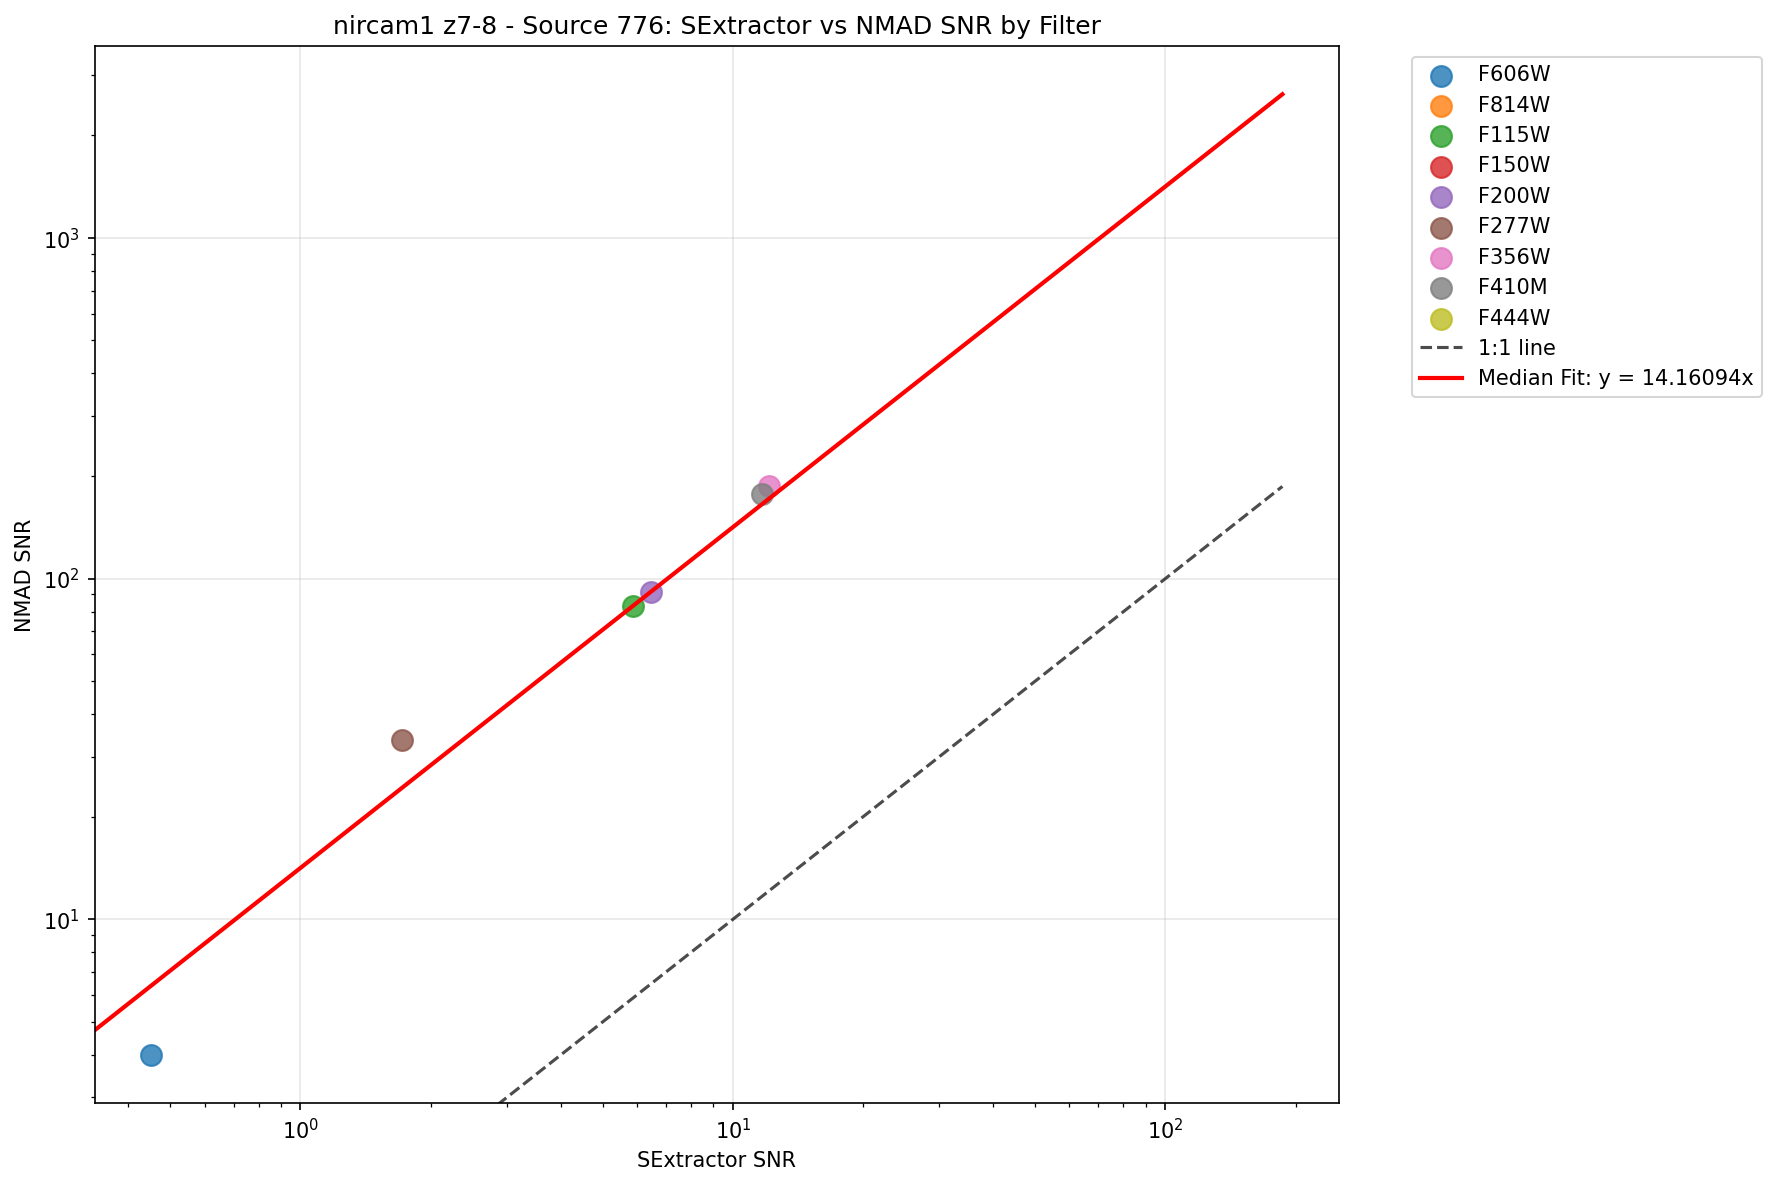 nircam1 z7-8 - Source 776: SExtractor vs NMAD SNR by Filter
F606W
F814W
F115W
F150W
F200W
F277W
F356W
F410M
F444W
1:1 line
Median Fit: y = 14.16094x
NMAD SNR
10³
10²
10¹
10⁰
10¹
10²
SExtractor SNR